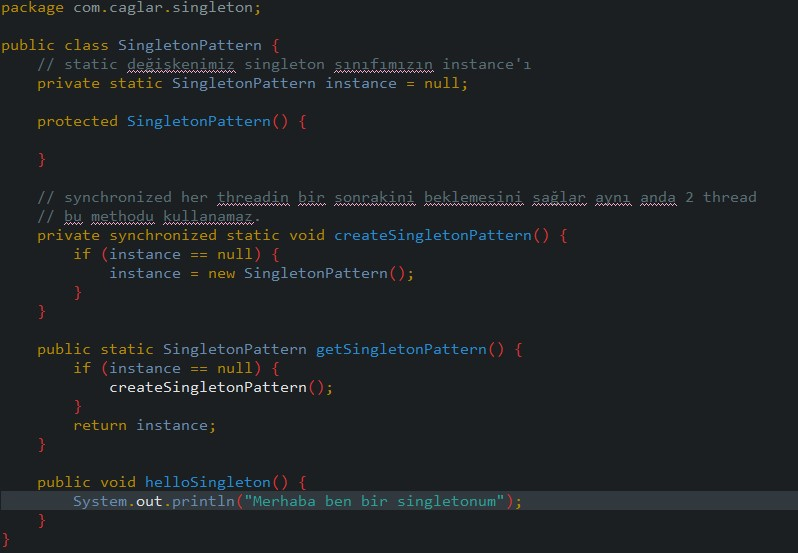 package com.caglar.singleton;
public class SingletonPattern {
// static değişkenimiz singleton sınıfımızın instance'ı
private static SingletonPattern instance = null;
protected SingletonPattern() {
}
// synchronized her threadin bir sonrakini beklemesini sağlar aynı anda 2 thread
// bu methodu kullanamaz.
private synchronized static void createSingletonPattern() {
if (instance == null) {
instance = new SingletonPattern();
}
}
public static SingletonPattern getSingletonPattern() {
if (instance == null) {
createSingletonPattern();
}
return instance;
}
public void helloSingleton() {
System.out.println("Merhaba ben bir singletonum");
}
}